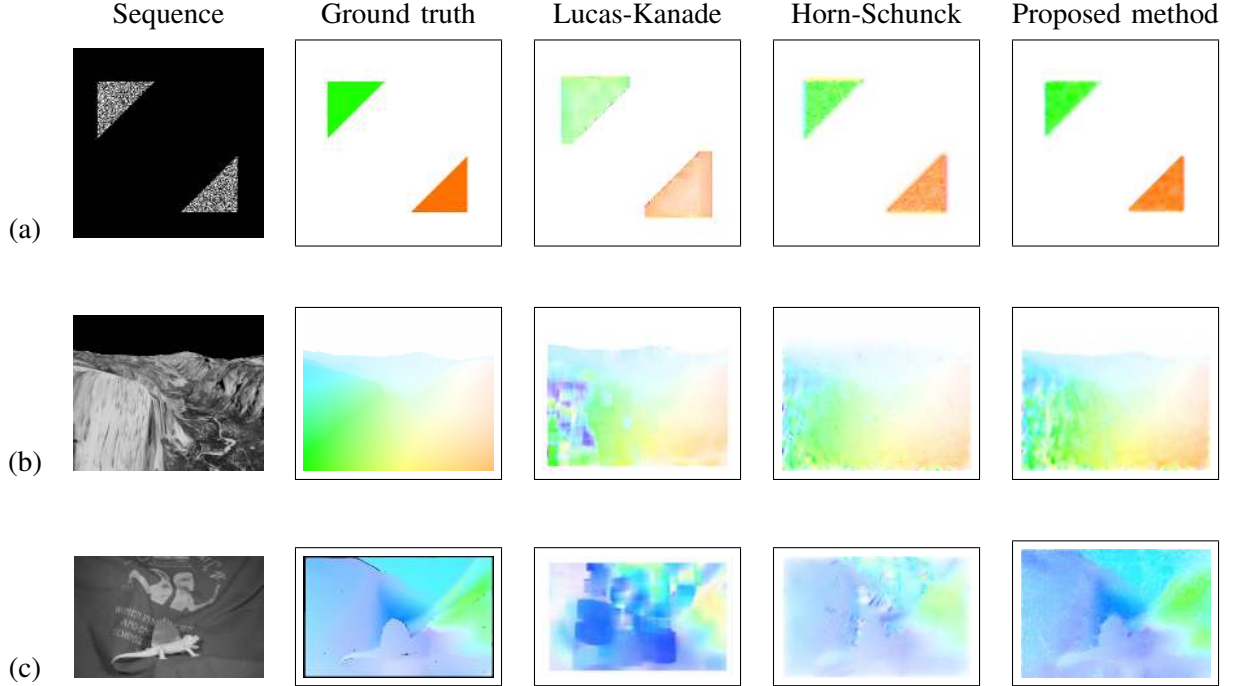 Sequence Ground truth Lucas-Kanade Horn-Schunck Proposed method
(a)
(b)
(c)